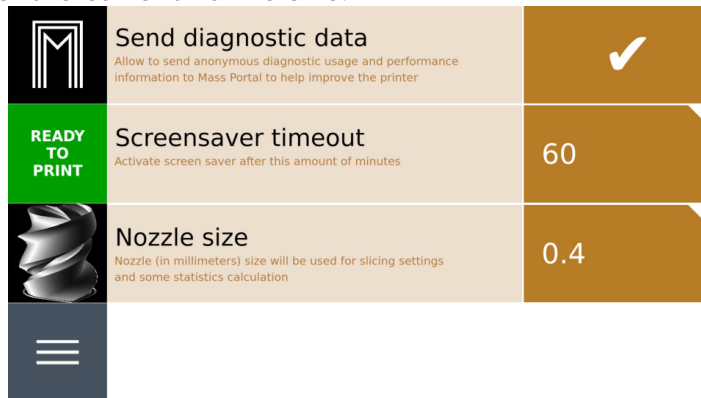 Send diagnostic data
Allow to send anonymous diagnostic usage and performance
information to Mass Portal to help improve the printer
✔
READY
TO
PRINT
Screensaver timeout
Activate screen saver after this amount of minutes
60
Nozzle size
Nozzle (in millimeters) size will be used for slicing settings
and some statistics calculation
0.4